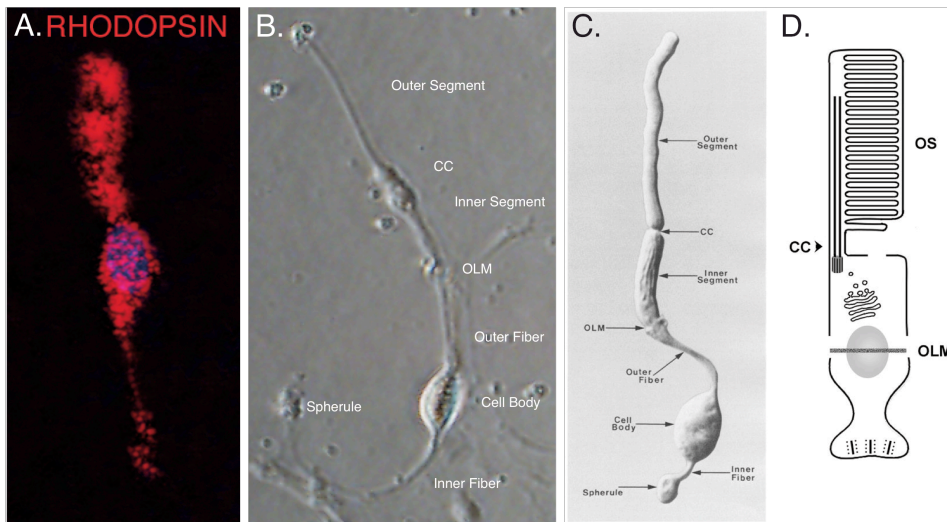 A. RHODOPSIN
B.
Outer Segment
CC
Inner Segment
OLM
Outer Fiber
Spherule
Cell Body
Inner Fiber
C.
Outer
Segment
CC
Inner
Segment
OLM
Outer
Fiber
Cell
Body
Inner
Fiber
Spherule
D.
OS
CC
OLM